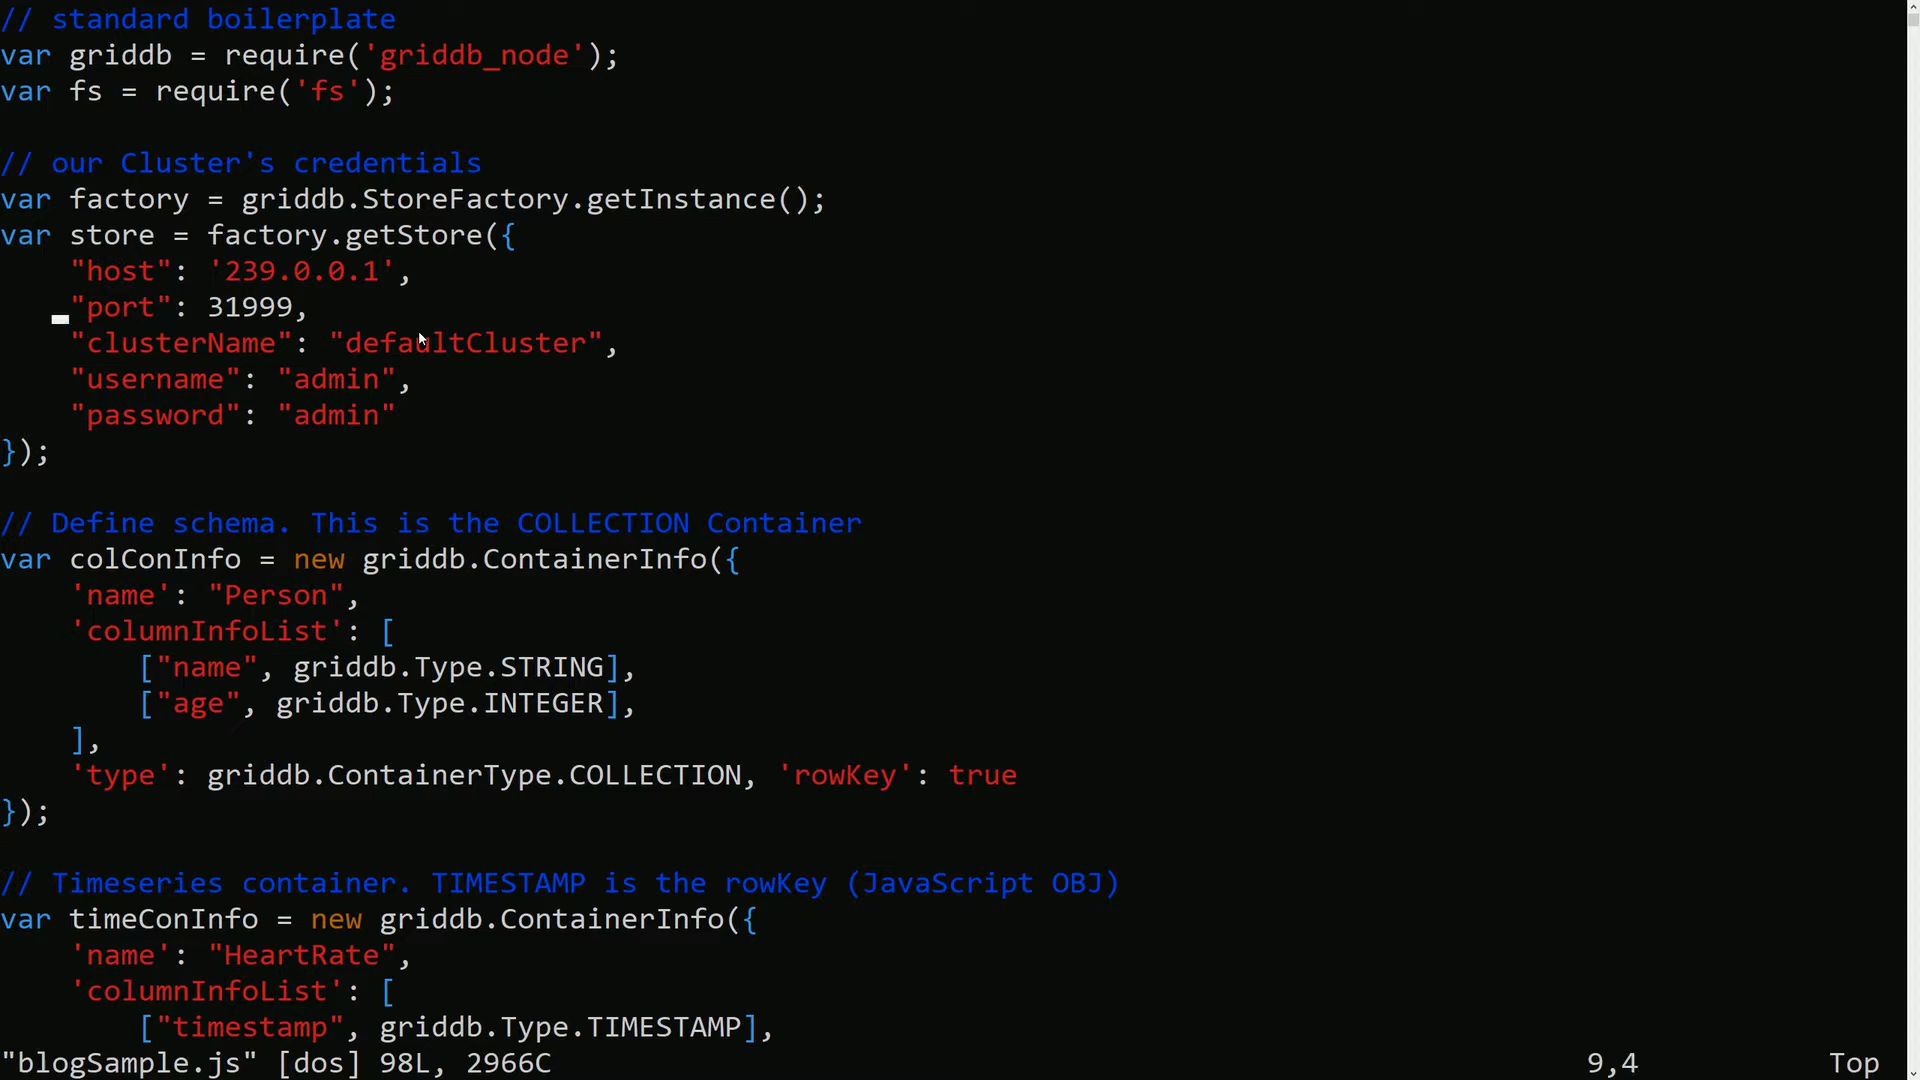 // standard boilerplate
var griddb = require('griddb_node');
var fs = require('fs');
// our Cluster's credentials
var factory = griddb.StoreFactory.getInstance();
var store = factory.getStore({
    "host": '239.0.0.1',
    "port": 31999,
    "clusterName": "defaultCluster",
    "username": "admin",
    "password": "admin"
});
// Define schema. This is the COLLECTION Container
var colConInfo = new griddb.ContainerInfo({
    'name': "Person",
    'columnInfoList': [
        ["name", griddb.Type.STRING],
        ["age", griddb.Type.INTEGER],
    ],
    'type': griddb.ContainerType.COLLECTION, 'rowKey': true
});
// Timeseries container. TIMESTAMP is the rowKey (JavaScript OBJ)
var timeConInfo = new griddb.ContainerInfo({
    'name': "HeartRate",
    'columnInfoList': [
        ["timestamp", griddb.Type.TIMESTAMP],
"blogSample.js" [dos] 98L, 2966C 9,4 Top